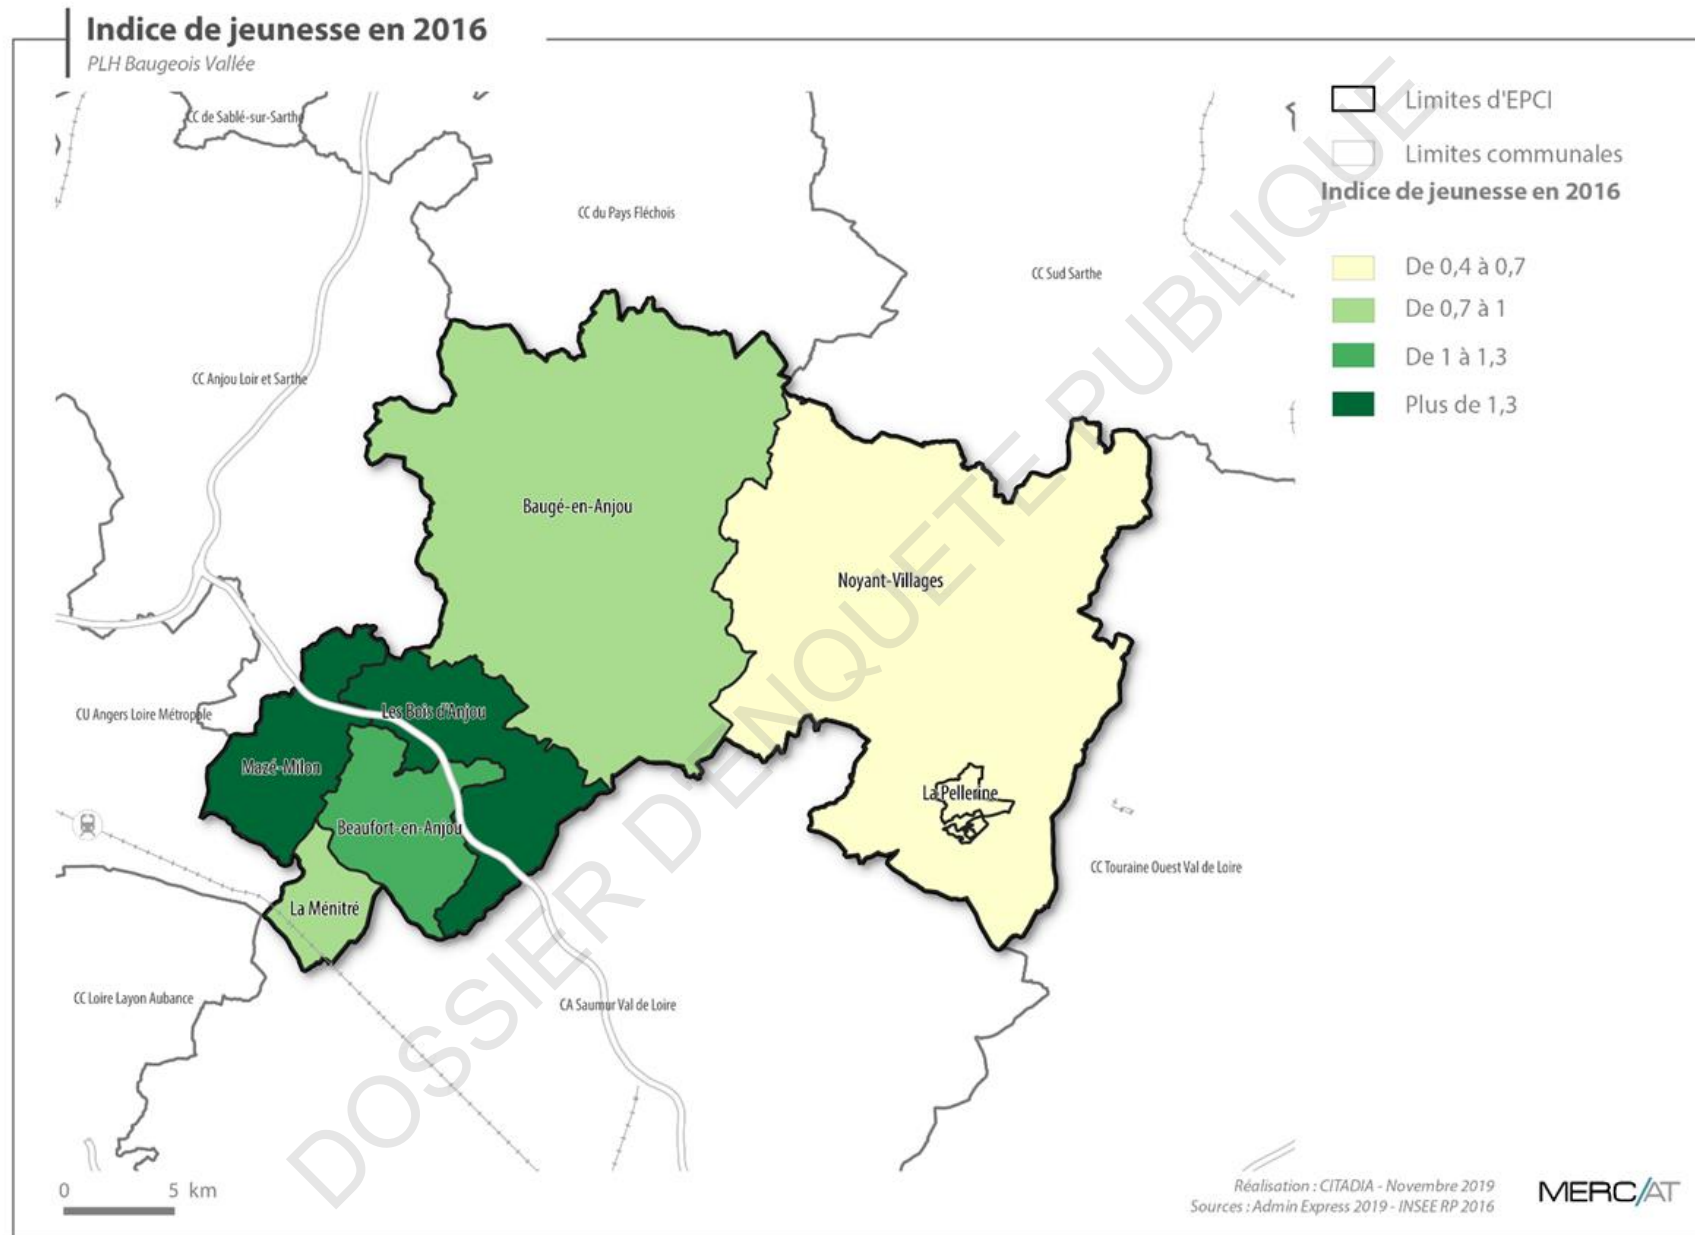 Indice de jeunesse en 2016
PLH Baugeois Vallée
Limites d'EPCI
Limites communales
Indice de jeunesse en 2016
De 0,4 à 0,7
De 0,7 à 1
De 1 à 1,3
Plus de 1,3
CC de Sablé-sur-Sarthe
CC du Pays Fléchois
CC Sud Sarthe
CC Anjou Loir et Sarthe
Baugé-en-Anjou
Noyant-Villages
CU Angers Loire Métropole
Les Bois d'Anjou
Mazé-Milon
La Pellerine
Beaufort-en-Anjou
CC Touraine Ouest Val de Loire
La Ménitré
CC Loire Layon Aubance
CA Saumur Val de Loire
DOSSIER D'ENQUETE PUBLIQUE
0 5 km
Réalisation : CITADIA - Novembre 2019
Sources : Admin Express 2019 - INSEE RP 2016
MERC/AT